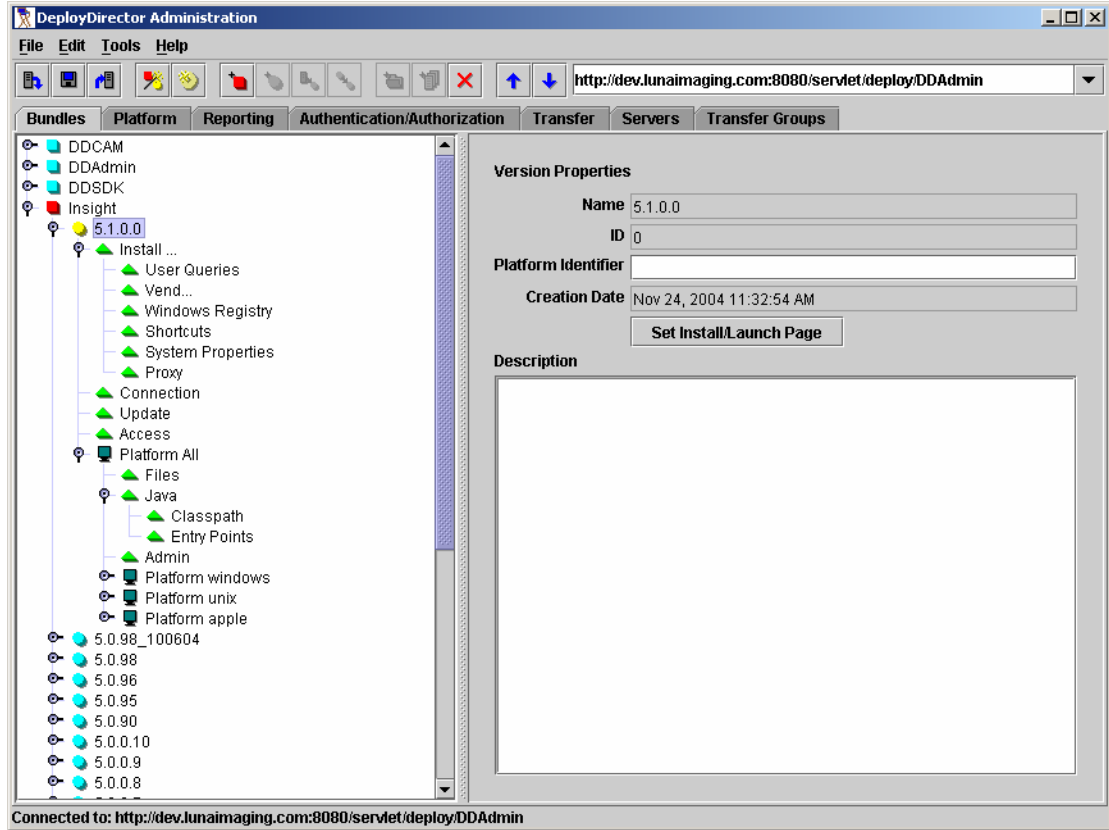 DeployDirector Administration
File Edit Tools Help
http://dev.lunaimaging.com:8080/servlet/deploy/DDAdmin
Bundles Platform Reporting Authentication/Authorization Transfer Servers Transfer Groups
DDCAM
DDAdmin
DDSDK
Insight
5.1.0.0
Install ...
User Queries
Vend...
Windows Registry
Shortcuts
System Properties
Proxy
Connection
Update
Access
Platform All
Files
Java
Classpath
Entry Points
Admin
Platform windows
Platform unix
Platform apple
5.0.98_100604
5.0.98
5.0.96
5.0.95
5.0.90
5.0.0.10
5.0.0.9
5.0.0.8
Version Properties
Name 5.1.0.0
ID 0
Platform Identifier
Creation Date Nov 24, 2004 11:32:54 AM
Set Install/Launch Page
Description
Connected to: http://dev.lunaimaging.com:8080/servlet/deploy/DDAdmin